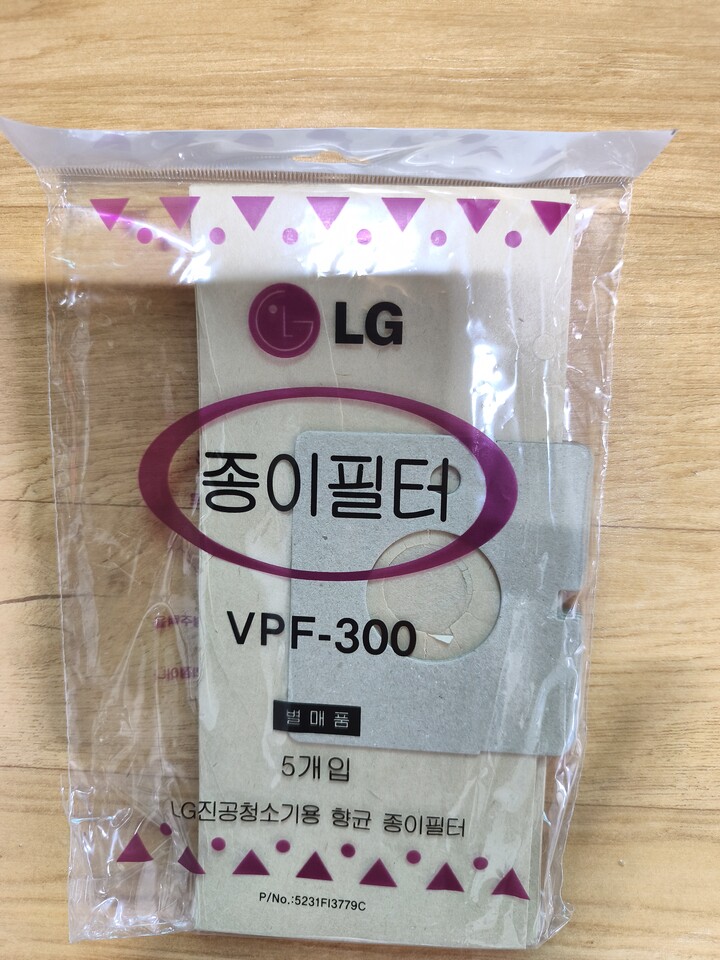 LG
종이필터
VPF-300
별매품
5개입
LG진공청소기용 항균 종이필터
P/No.:5231FI3779C